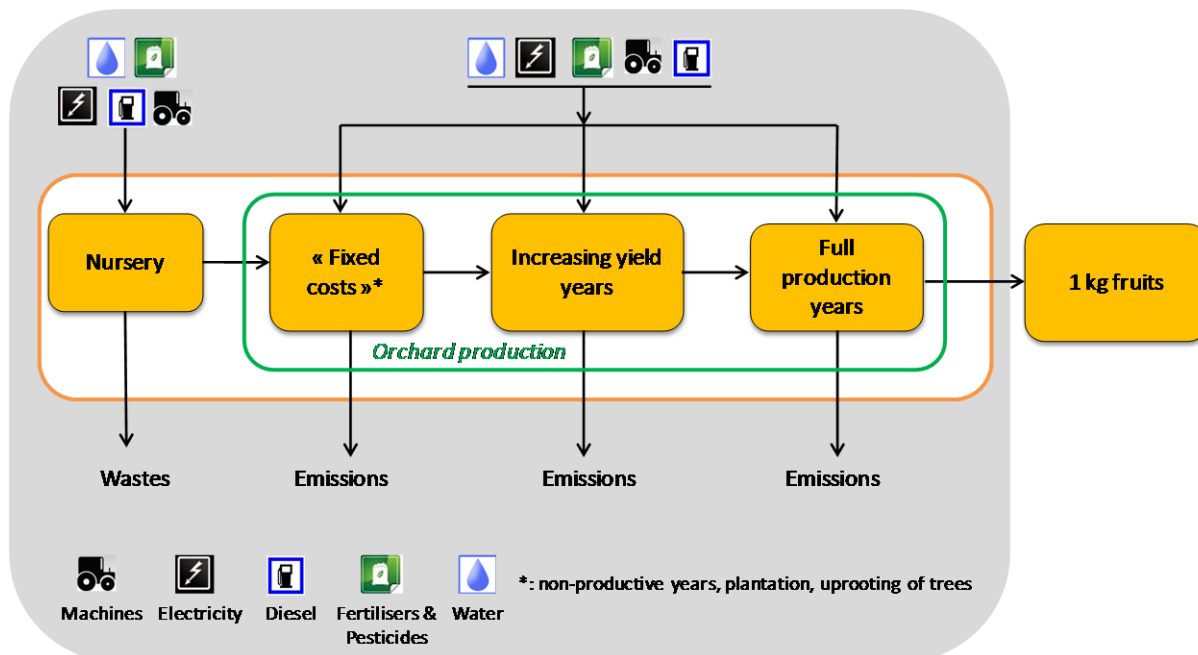 Nursery
« Fixed
costs »*
Increasing yield
years
Full
production
years
1 kg fruits
Orchard production
Wastes
Emissions
Emissions
Emissions
Machines
Electricity
Diesel
Fertilisers &
Pesticides
Water
*: non-productive years, plantation, uprooting of trees